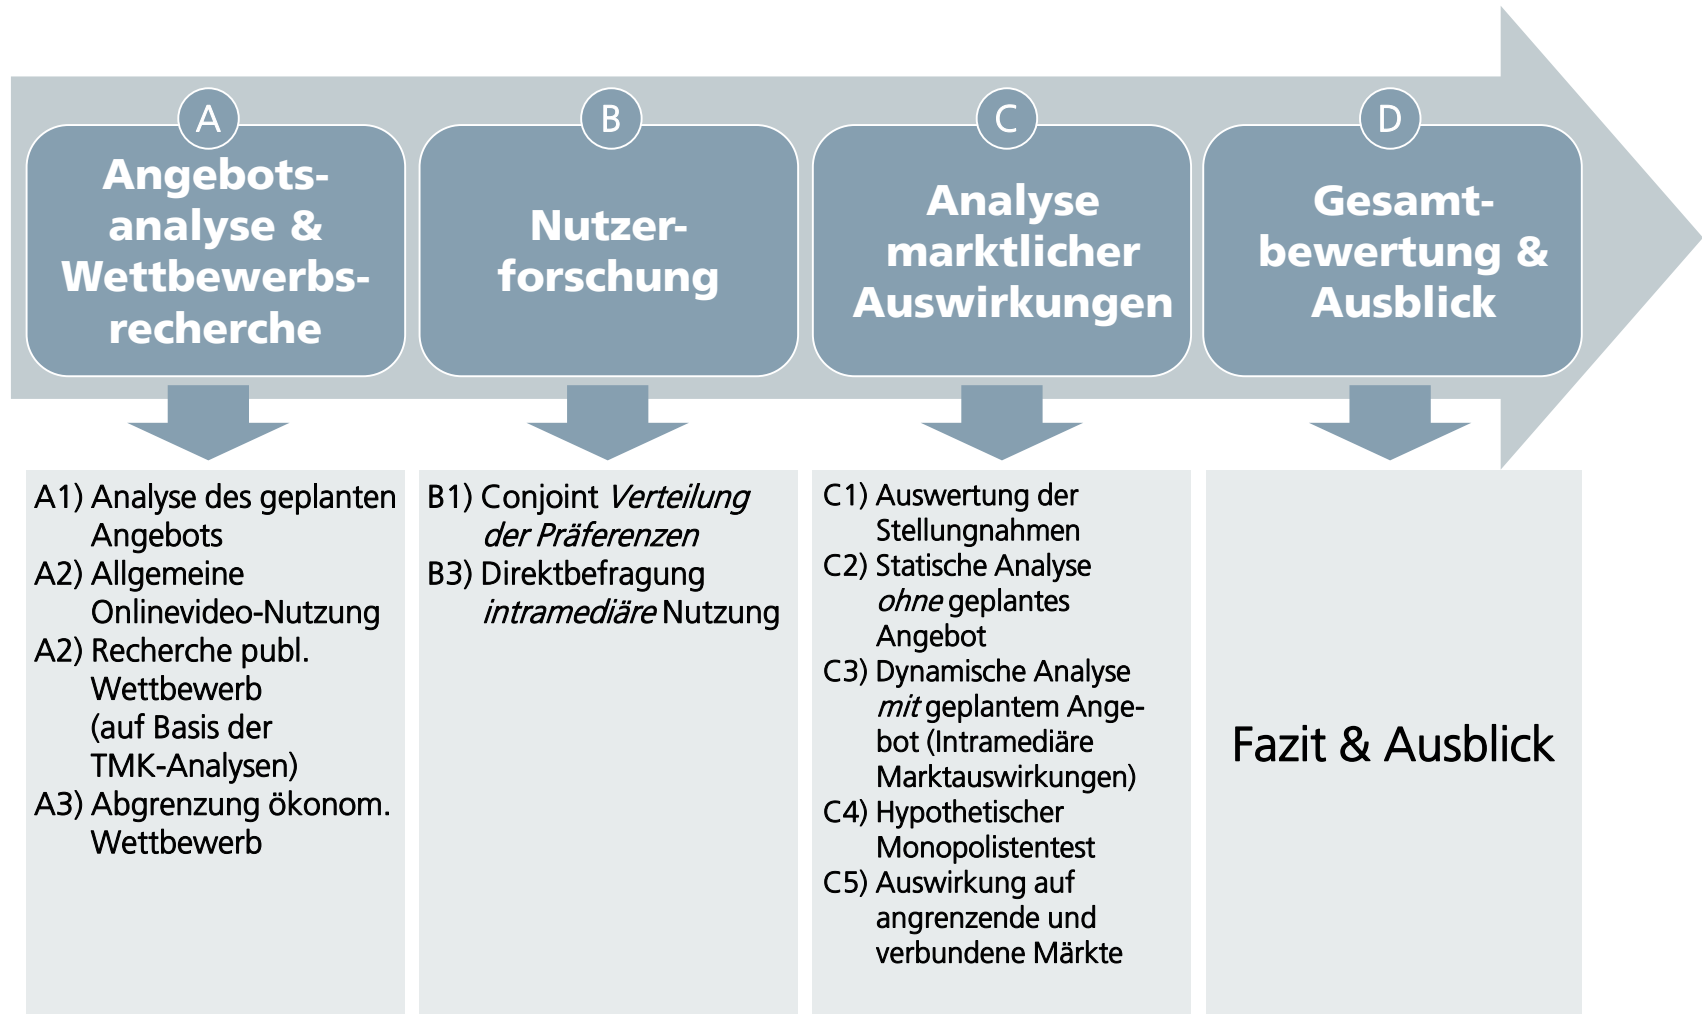 A
Angebots-
analyse &
Wettbewerbs-
recherche
B
Nutzer-
forschung
C
Analyse
marktlicher
Auswirkungen
D
Gesamt-
bewertung &
Ausblick
A1) Analyse des geplanten
Angebots
A2) Allgemeine
Onlinevideo-Nutzung
A2) Recherche publ.
Wettbewerb
(auf Basis der
TMK-Analysen)
A3) Abgrenzung ökonom.
Wettbewerb
B1) Conjoint Verteilung
der Präferenzen
B3) Direktbefragung
intramediäre Nutzung
C1) Auswertung der
Stellungnahmen
C2) Statische Analyse
ohne geplantes
Angebot
C3) Dynamische Analyse
mit geplantem Ange-
bot (Intramediäre
Marktauswirkungen)
C4) Hypothetischer
Monopolistentest
C5) Auswirkung auf
angrenzende und
verbundene Märkte
Fazit & Ausblick